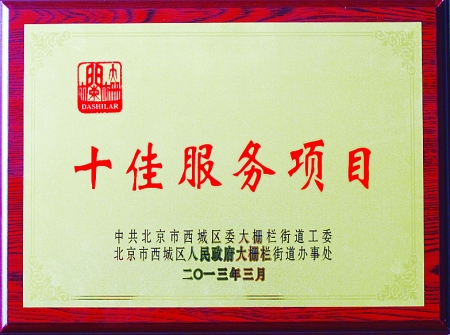 DASHILAR
十佳服务项目
中共北京市西城区委大栅栏街道工委
北京市西城区人民政府大栅栏街道办事处
二〇一三年三月